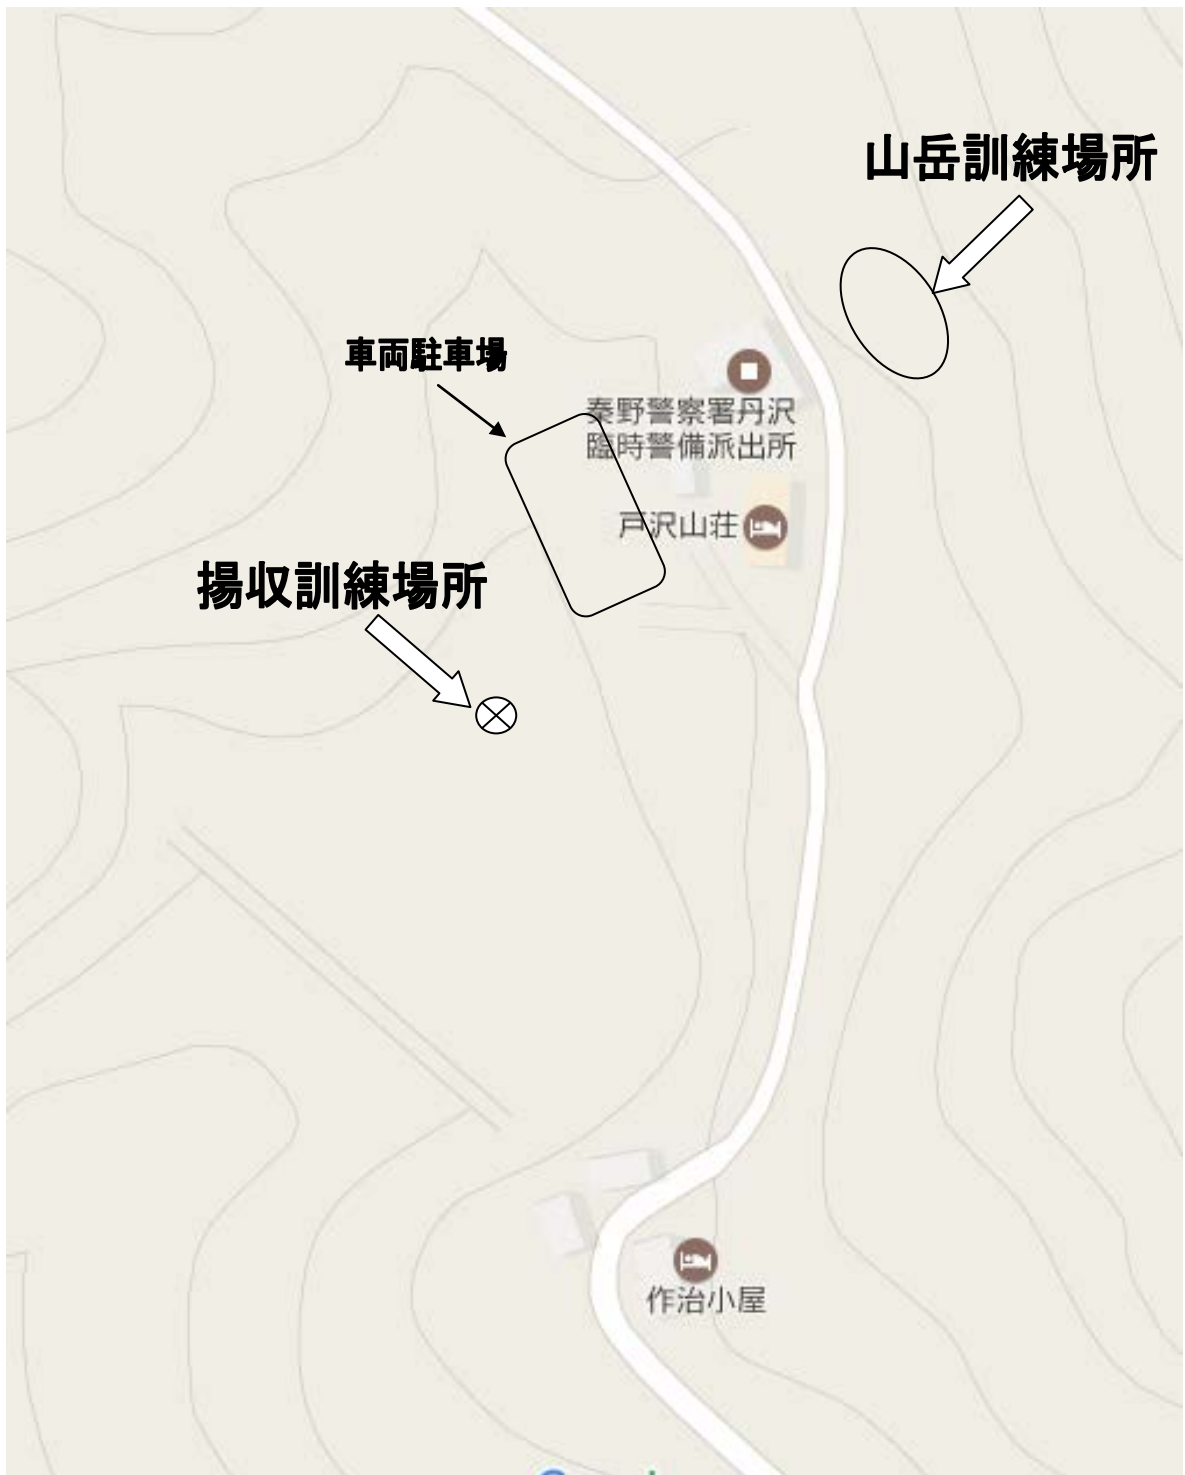 山岳訓練場所
車両駐車場
秦野警察署丹沢
臨時警備派出所
戸沢山荘
揚収訓練場所
作治小屋